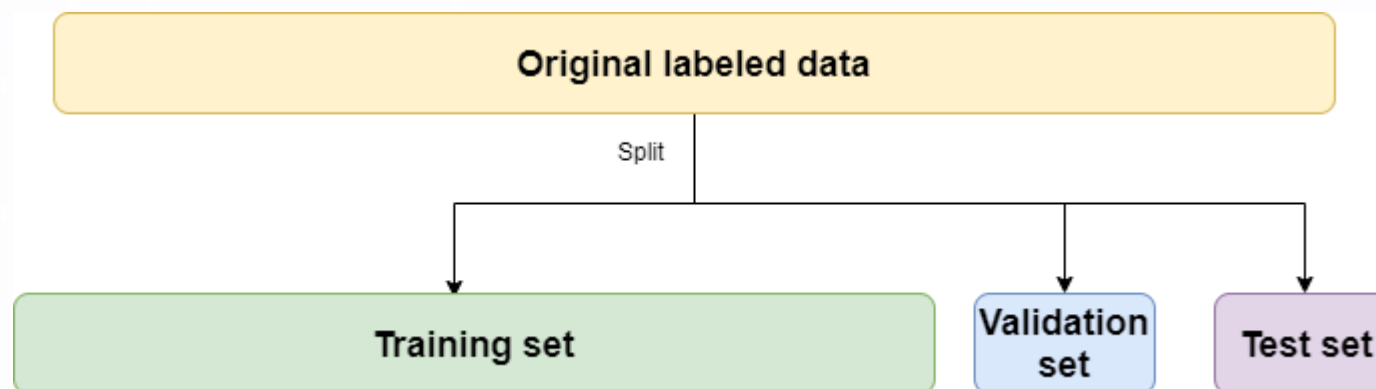 Original labeled data
Split
Training set
Validation
set
Test set